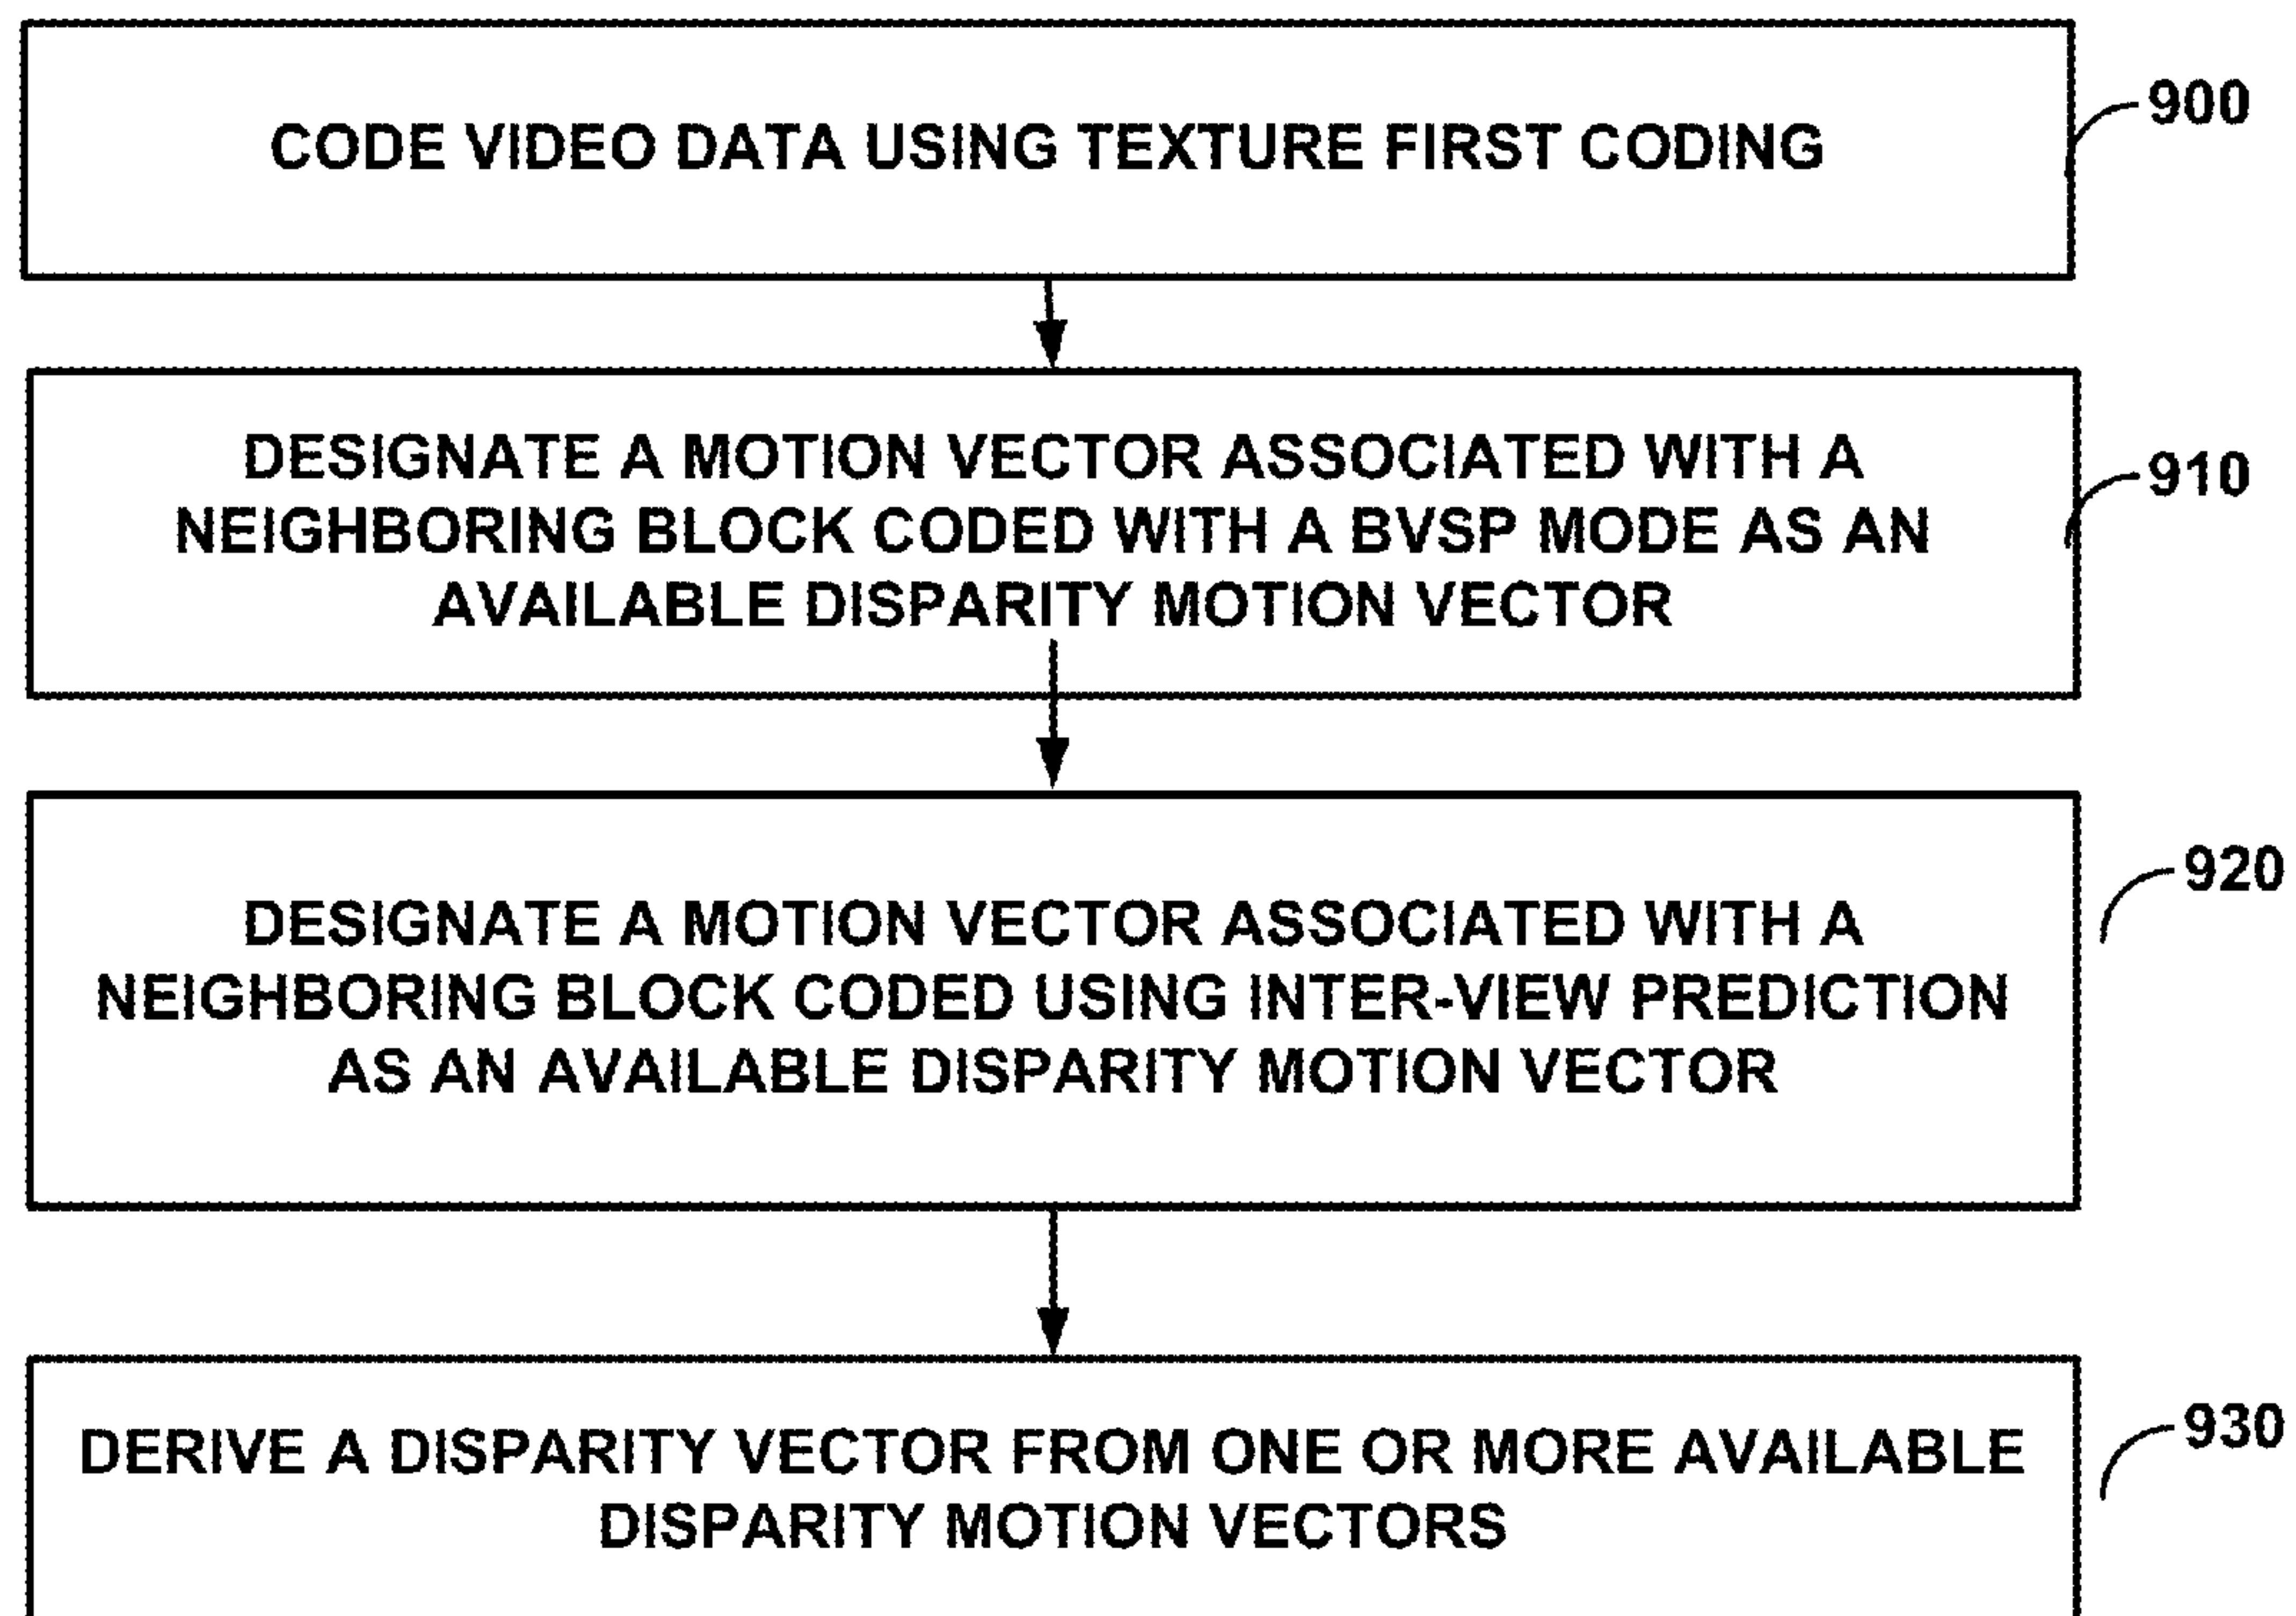 CODE VIDEO DATA USING TEXTURE FIRST CODING
900
DESIGNATE A MOTION VECTOR ASSOCIATED WITH A
NEIGHBORING BLOCK CODED WITH A BVSP MODE AS AN
AVAILABLE DISPARITY MOTION VECTOR
910
DESIGNATE A MOTION VECTOR ASSOCIATED WITH A
NEIGHBORING BLOCK CODED USING INTER-VIEW PREDICTION
AS AN AVAILABLE DISPARITY MOTION VECTOR
920
DERIVE A DISPARITY VECTOR FROM ONE OR MORE AVAILABLE
DISPARITY MOTION VECTORS
930